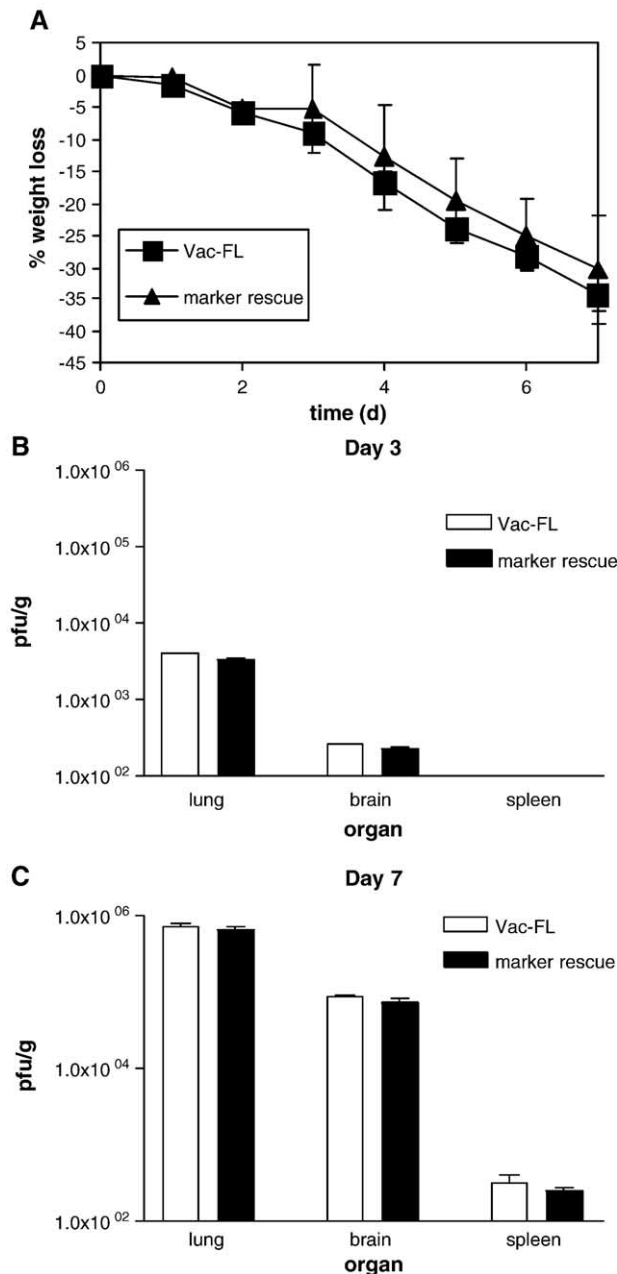 A
5
0
-5
-10
-15
-20
-25
-30
-35
-40
-45
% weight loss
Vac-FL
marker rescue
0
2
4
6
time (d)
B
Day 3
1.0x10 06
1.0x10 05
1.0x10 04
1.0x10 03
1.0x10 02
pfu/g
Vac-FL
marker rescue
lung
brain
spleen
organ
C
Day 7
1.0x10 06
1.0x10 04
1.0x10 02
pfu/g
Vac-FL
marker rescue
lung
brain
spleen
organ